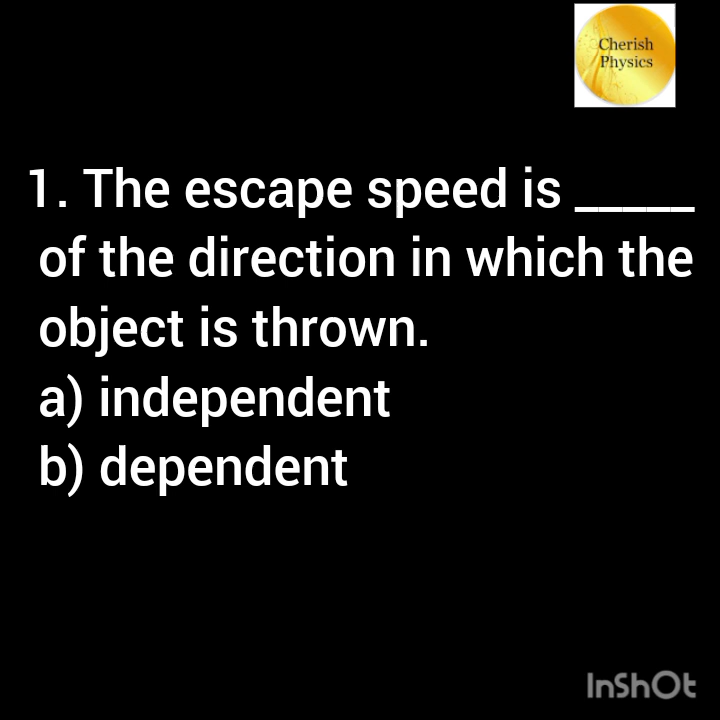 Cherish
Physics
1. The escape speed is _____
of the direction in which the
object is thrown.
a) independent
b) dependent
InShOt